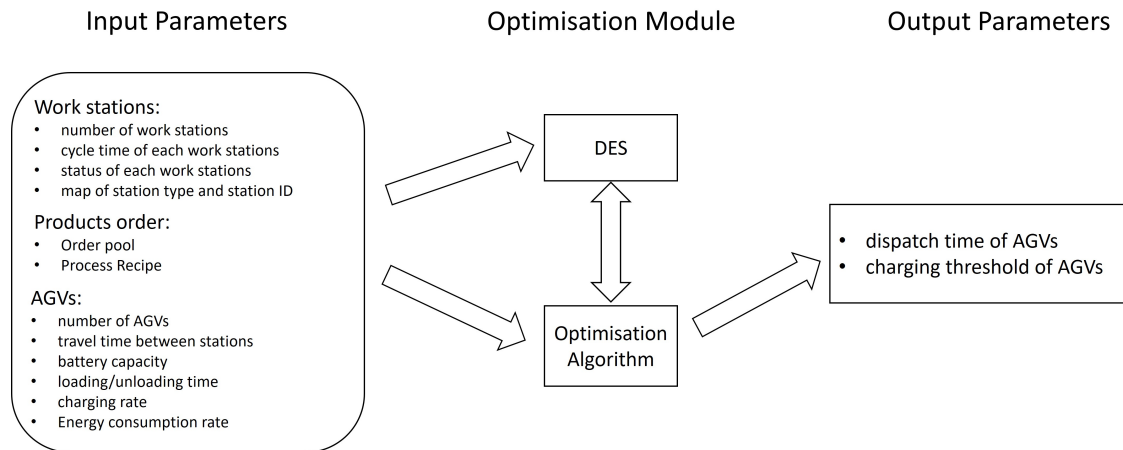 Input Parameters
Optimisation Module
Output Parameters
Work stations:
• number of work stations
• cycle time of each work stations
• status of each work stations
• map of station type and station ID
Products order:
• Order pool
• Process Recipe
AGVs:
• number of AGVs
• travel time between stations
• battery capacity
• loading/unloading time
• charging rate
• Energy consumption rate
DES
Optimisation
Algorithm
• dispatch time of AGVs
• charging threshold of AGVs